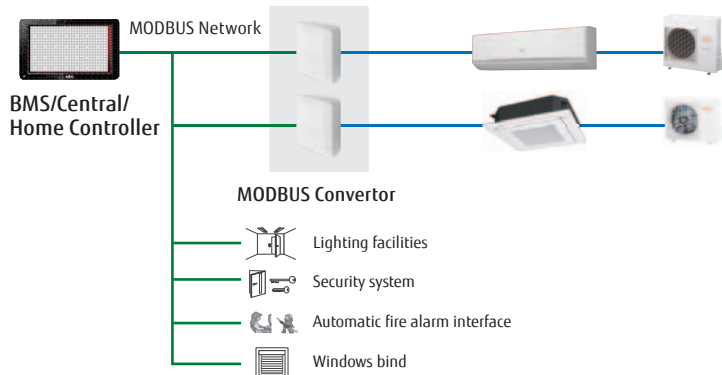 MODBUS Network
BMS/Central/
Home Controller
MODBUS Convertor
Lighting facilities
Security system
Automatic fire alarm interface
Windows bind